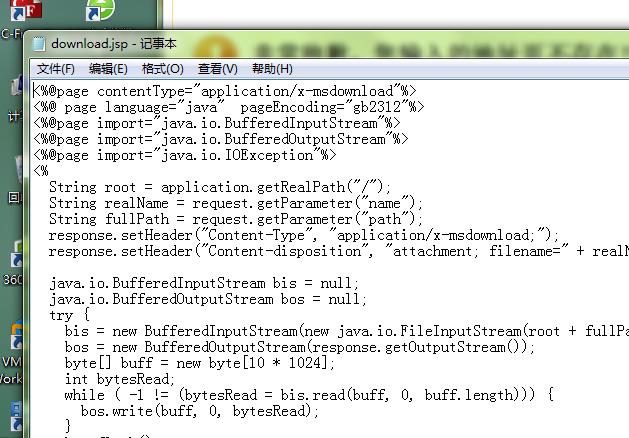 download.jsp - 记事本
文件(F) 编辑(E) 格式(O) 查看(V) 帮助(H)
<%@page contentType="application/x-msdownload"%>
<%@ page language="java"  pageEncoding="gb2312"%>
<%@page import="java.io.BufferedInputStream"%>
<%@page import="java.io.BufferedOutputStream"%>
<%@page import="java.io.IOException"%>
<%
  String root = application.getRealPath("/");
  String realName = request.getParameter("name");
  String fullPath = request.getParameter("path");
  response.setHeader("Content-Type", "application/x-msdownload;");
  response.setHeader("Content-disposition", "attachment; filename=" + realN
  java.io.BufferedInputStream bis = null;
  java.io.BufferedOutputStream bos = null;
  try {
    bis = new BufferedInputStream(new java.io.FileInputStream(root + fullPa
    bos = new BufferedOutputStream(response.getOutputStream());
    byte[] buff = new byte[10 * 1024];
    int bytesRead;
    while ( -1 != (bytesRead = bis.read(buff, 0, buff.length))) {
      bos.write(buff, 0, bytesRead);
    }
C-F
计
回
360
VM
Work